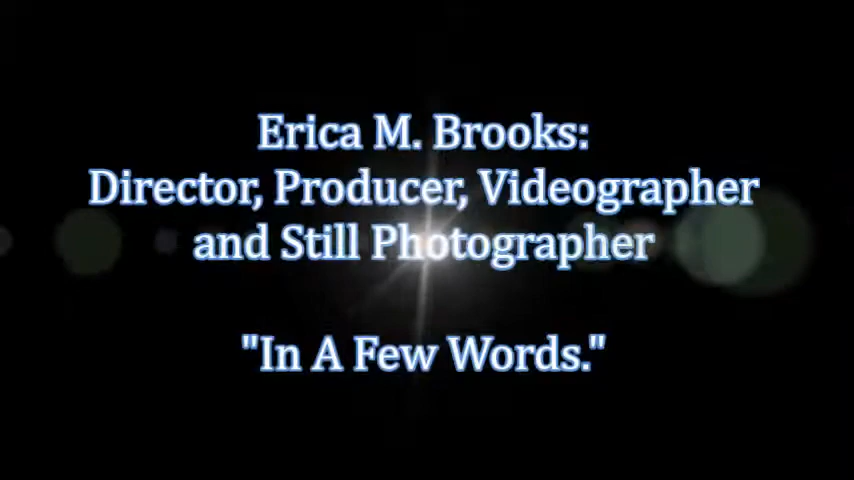 Erica M. Brooks:
Director, Producer, Videographer
and Still Photographer
"In A Few Words."